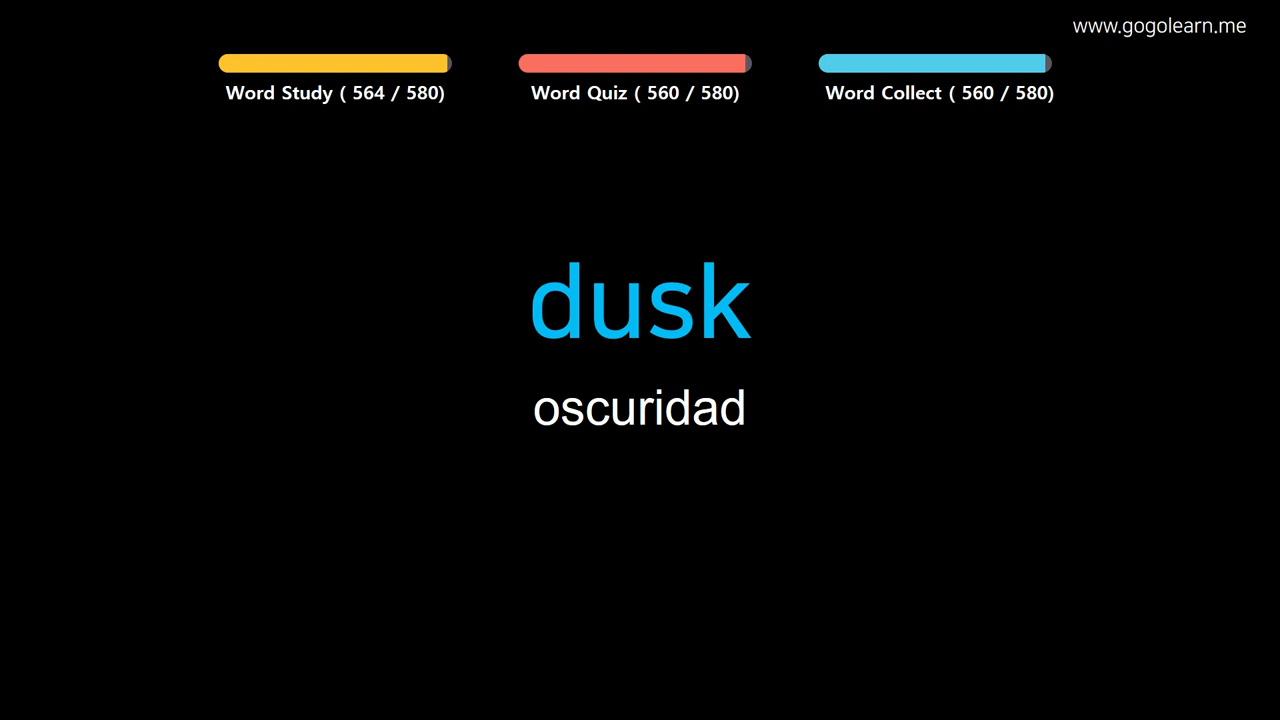 www.gogolearn.me
Word Study ( 564 / 580)
Word Quiz ( 560 / 580)
Word Collect ( 560 / 580)
dusk
oscuridad